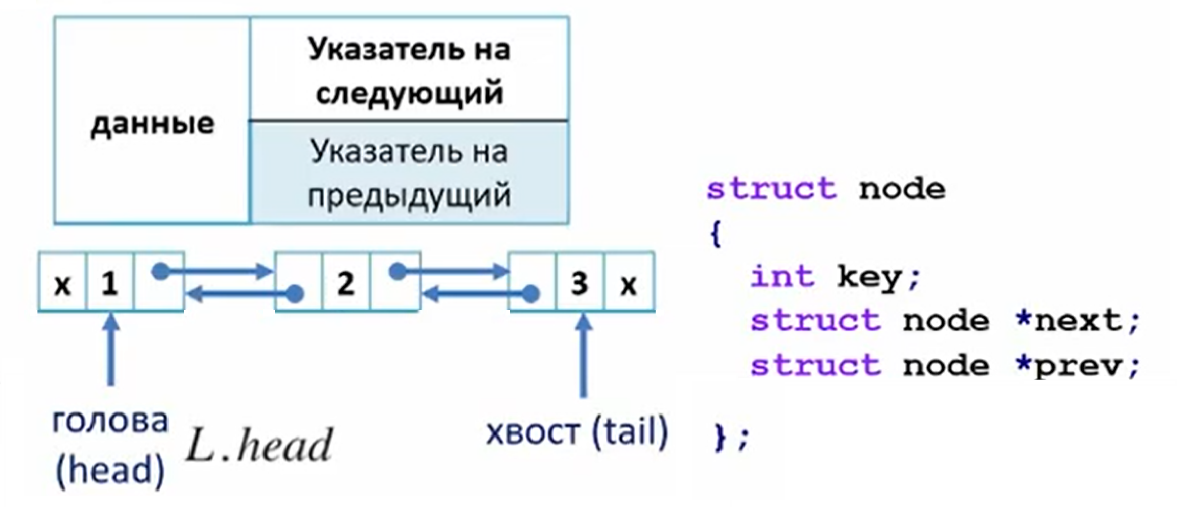 данные
Указатель на
следующий
Указатель на
предыдущий
x 1 2 3 x
голова
(head)
L.head
хвост (tail)
struct node
{
int key;
struct node *next;
struct node *prev;
};